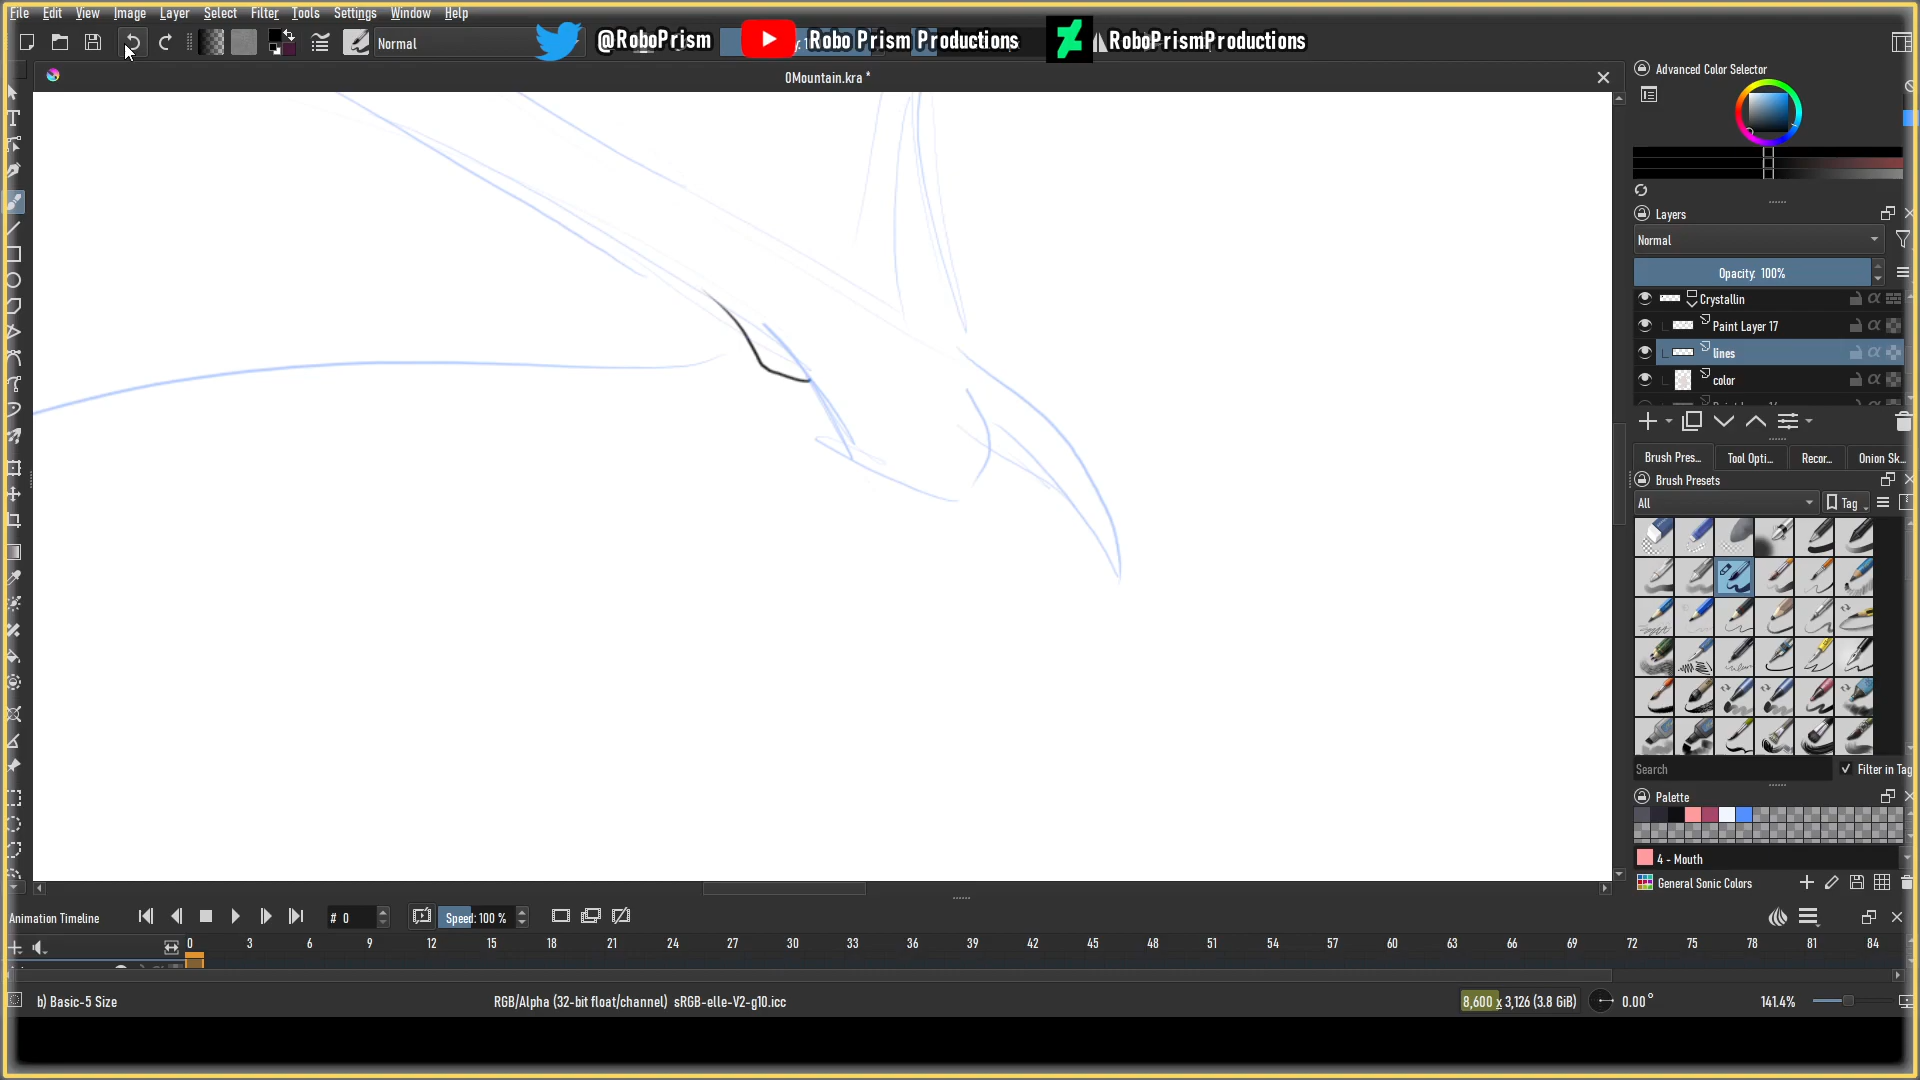 File Edit View Image Layer Select Filter Tools Settings Window Help
Normal
@RoboPrism Robo Prism Productions RoboPrismProductions
0Mountain.kra *
Advanced Color Selector
Layers
Normal
Opacity: 100%
Crystallin
Paint Layer 17
lines
color
Brush Pres... Tool Opti... Recor... Onion Sk...
Brush Presets
All Tag
Search Filter in Tag
Palette
4 - Mouth
General Sonic Colors
Animation Timeline # 0 Speed: 100 %
0 3 6 9 12 15 18 21 24 27 30 33 36 39 42 45 48 51 54 57 60 63 66 69 72 75 78 81 84
b) Basic-5 Size RGB/Alpha (32-bit float/channel) sRGB-elle-V2-g10.icc 8,600 x 3,126 (3.8 GiB) 0.00° 141.4%